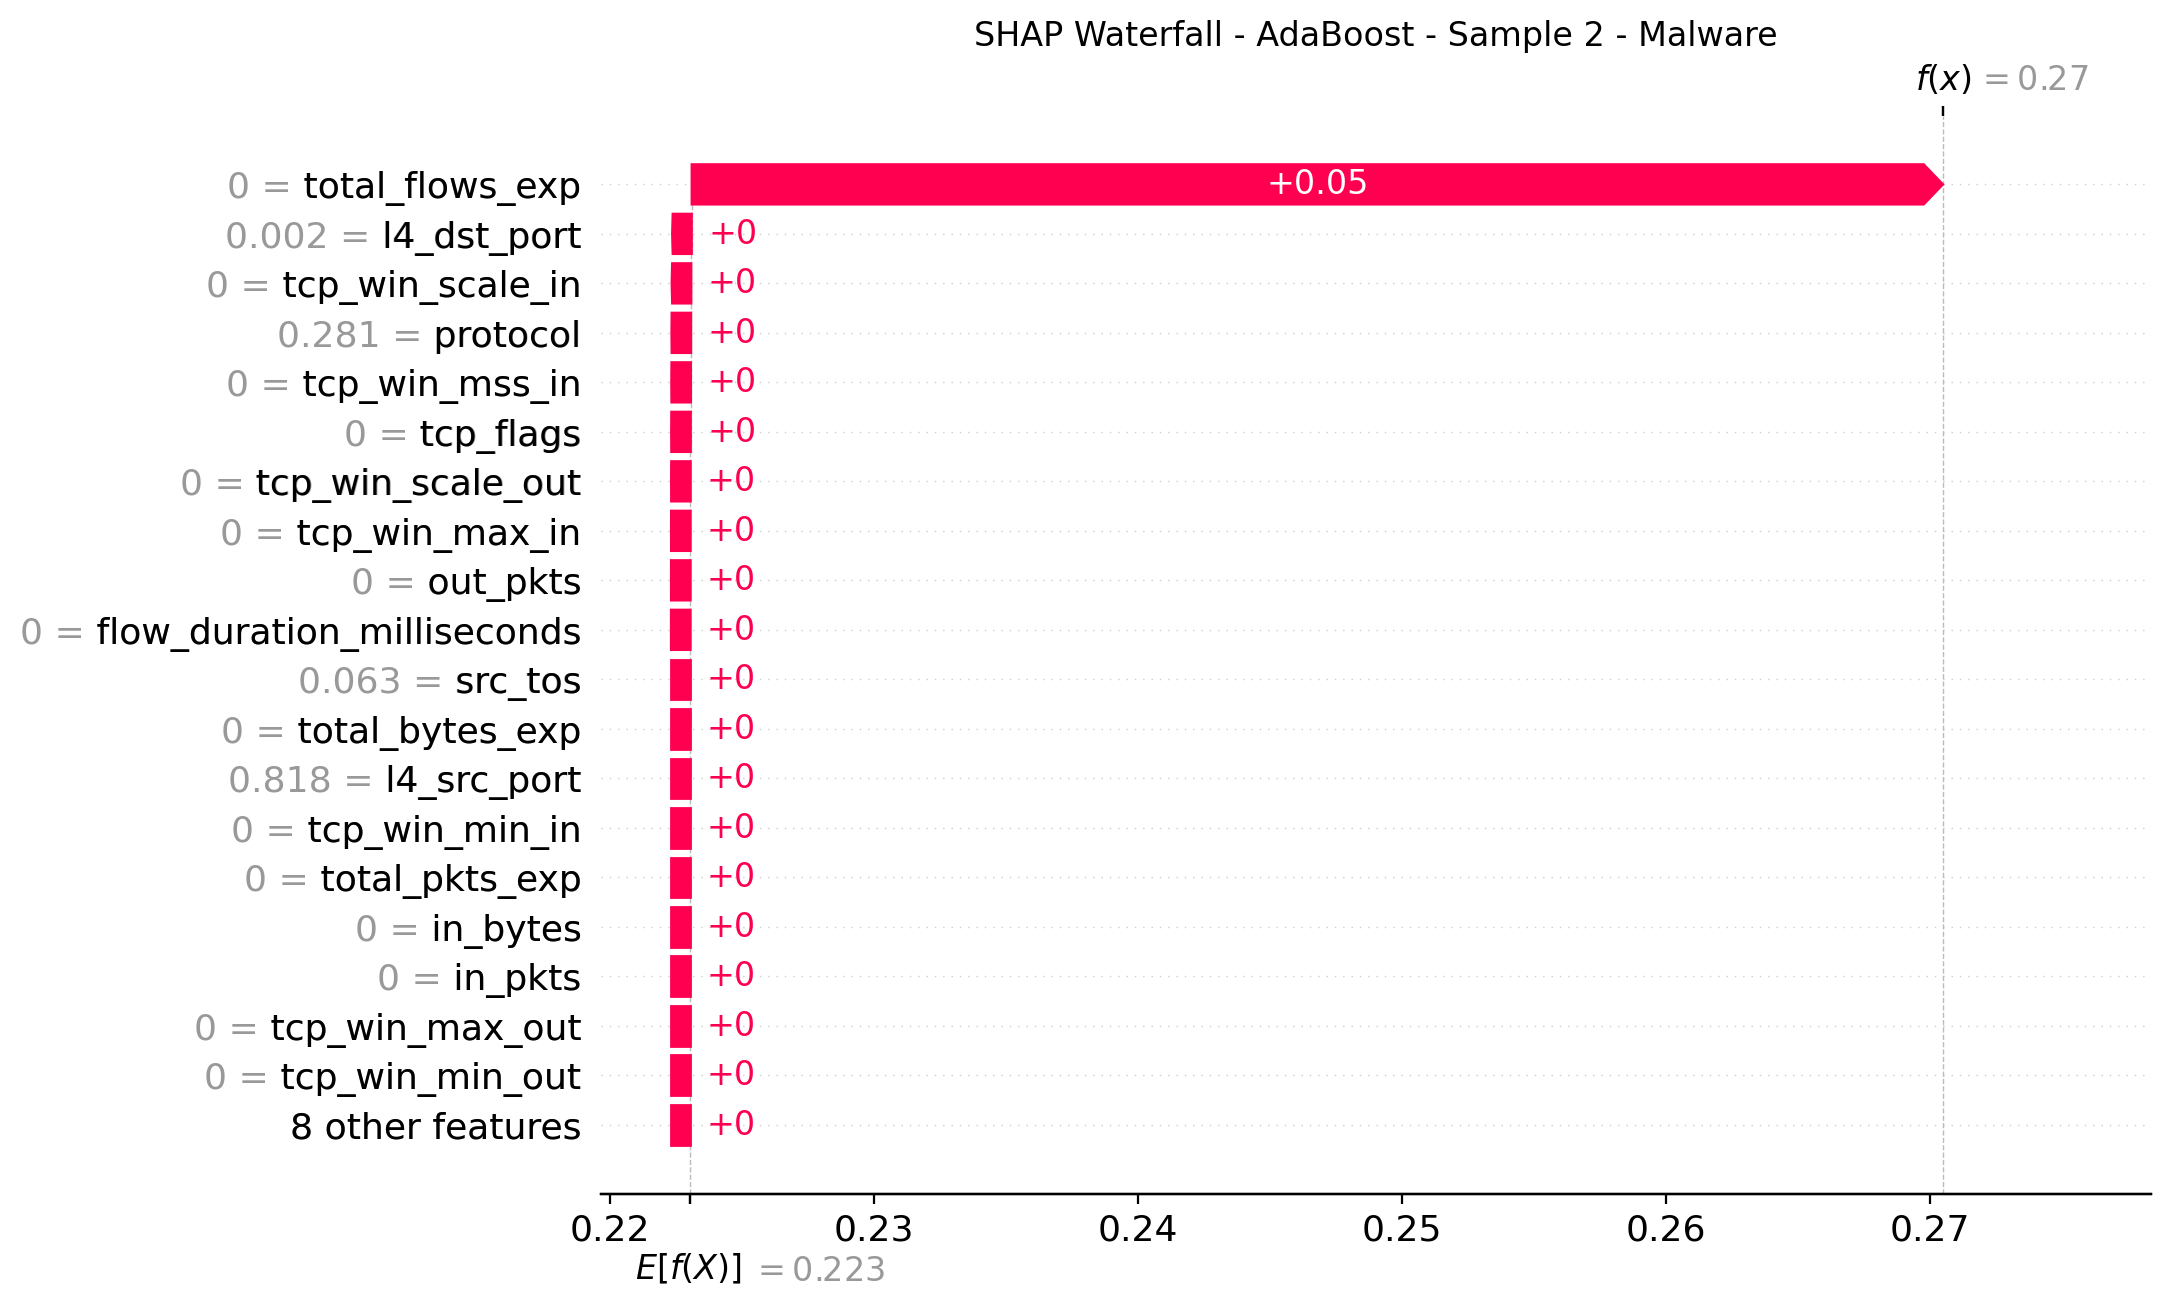 SHAP Waterfall - AdaBoost - Sample 2 - Malware
f(x) = 0.27
0 = total_flows_exp +0.05
0.002 = l4_dst_port +0
0 = tcp_win_scale_in +0
0.281 = protocol +0
0 = tcp_win_mss_in +0
0 = tcp_flags +0
0 = tcp_win_scale_out +0
0 = tcp_win_max_in +0
0 = out_pkts +0
0 = flow_duration_milliseconds +0
0.063 = src_tos +0
0 = total_bytes_exp +0
0.818 = l4_src_port +0
0 = tcp_win_min_in +0
0 = total_pkts_exp +0
0 = in_bytes +0
0 = in_pkts +0
0 = tcp_win_max_out +0
0 = tcp_win_min_out +0
8 other features +0
0.22 0.23 0.24 0.25 0.26 0.27
E[f(X)] = 0.223